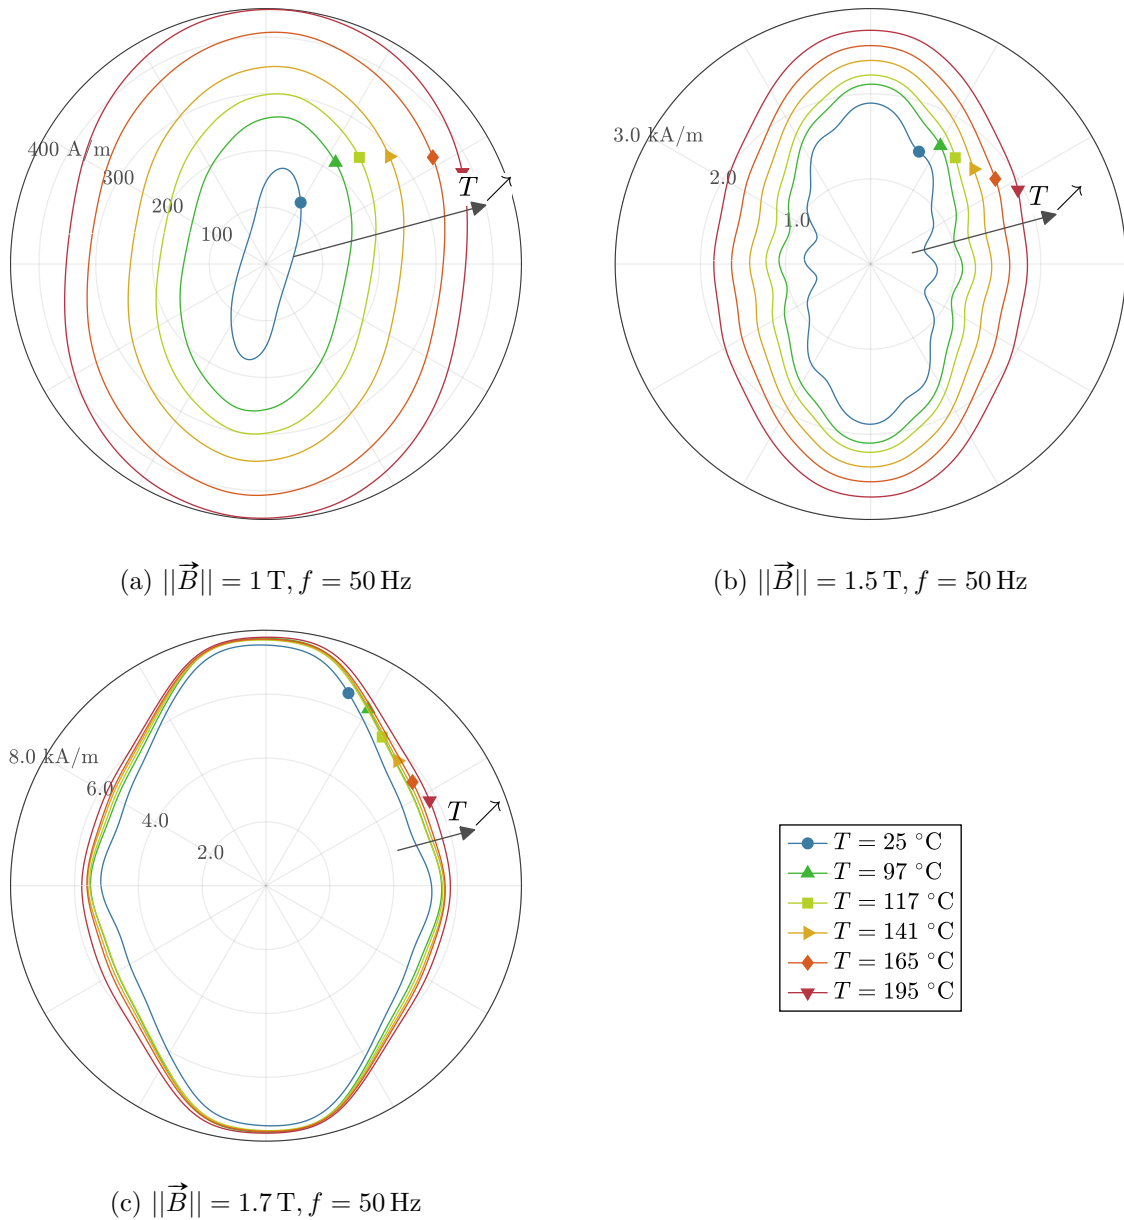 400 A/m
300
200
100
T ↗
(a) ||B⃗|| = 1 T, f = 50 Hz
3.0 kA/m
2.0
1.0
T ↗
(b) ||B⃗|| = 1.5 T, f = 50 Hz
8.0 kA/m
6.0
4.0
2.0
T ↗
T = 25 °C
T = 97 °C
T = 117 °C
T = 141 °C
T = 165 °C
T = 195 °C
(c) ||B⃗|| = 1.7 T, f = 50 Hz